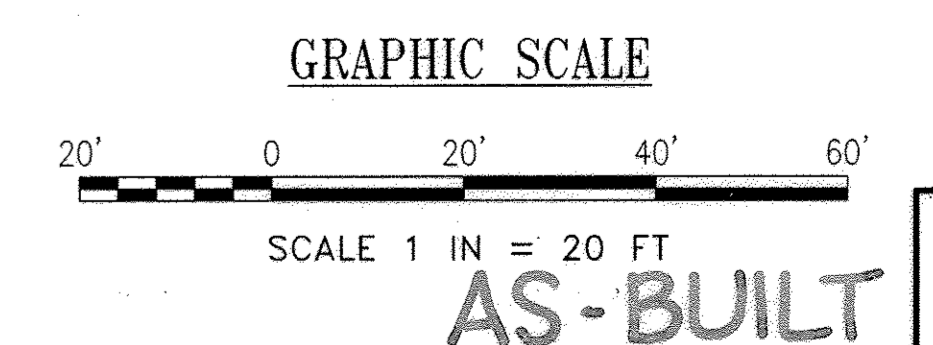 GRAPHIC SCALE
20' 0 20' 40' 60'
SCALE 1 IN = 20 FT
AS-BUILT